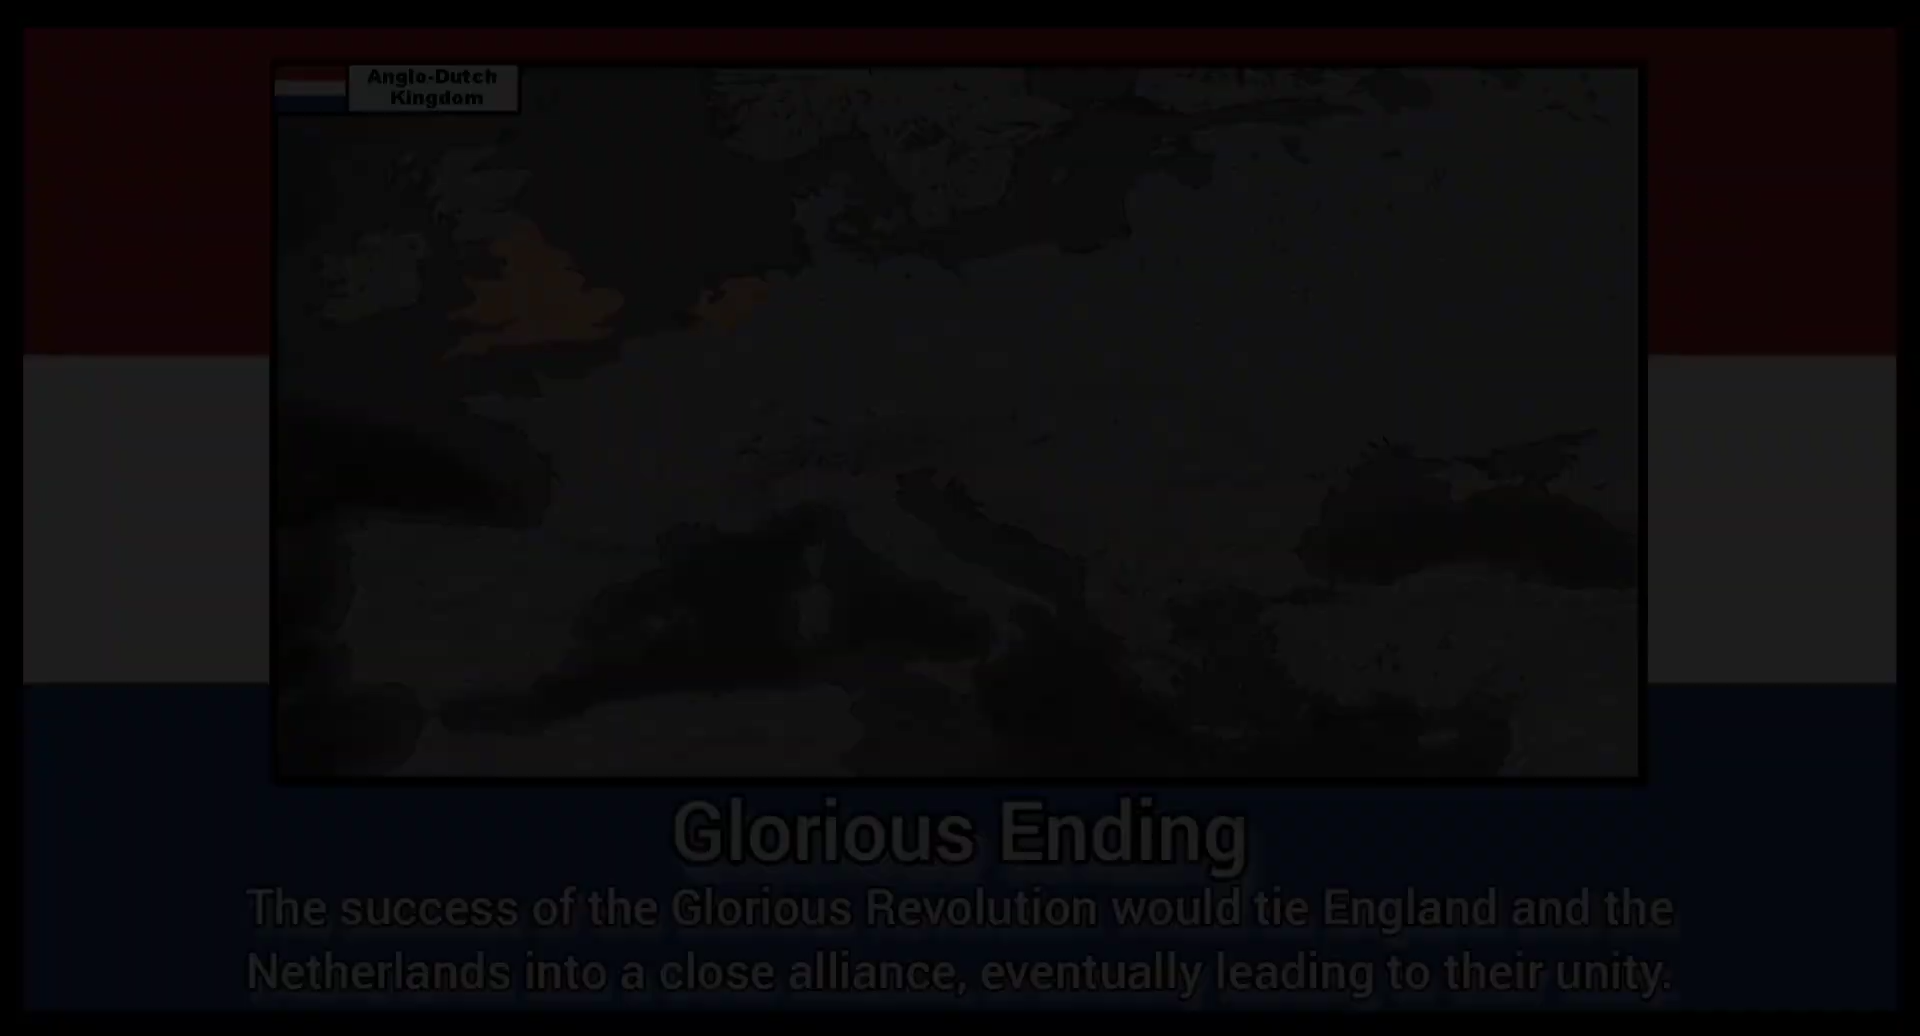 Anglo-Dutch
Kingdom
Glorious Ending
The success of the Glorious Revolution would tie England and the
Netherlands into a close alliance, eventually leading to their unity.